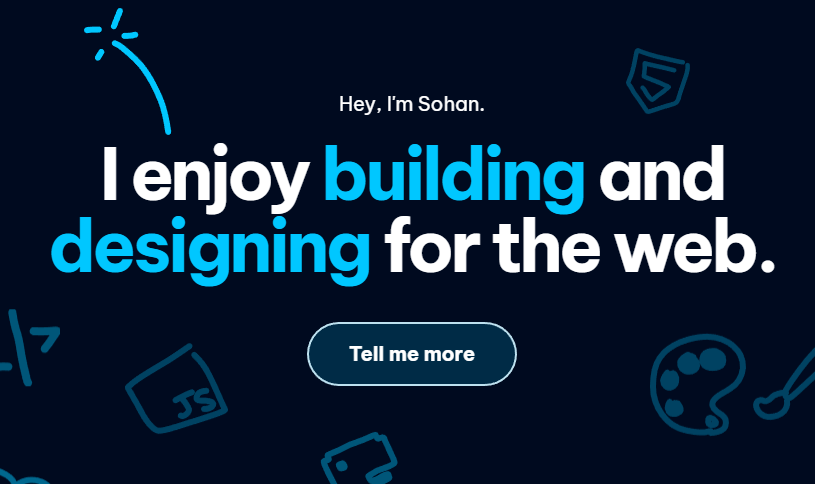 Hey, I'm Sohan.
I enjoy building and
designing for the web.
Tell me more
5
/>
JS